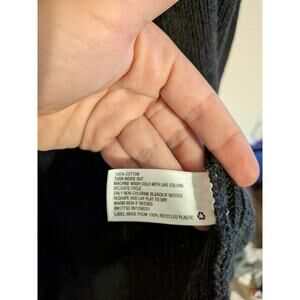 100% COTTON
TURN INSIDE OUT
MACHINE WASH COLD WITH LIKE COLORS
DELICATE CYCLE
ONLY NON-CHLORINE BLEACH IF NEEDED
RESHAPE AND LAY FLAT TO DRY
WARM IRON IF NEEDED
LABEL MADE FROM 100% RECYCLED PLASTIC